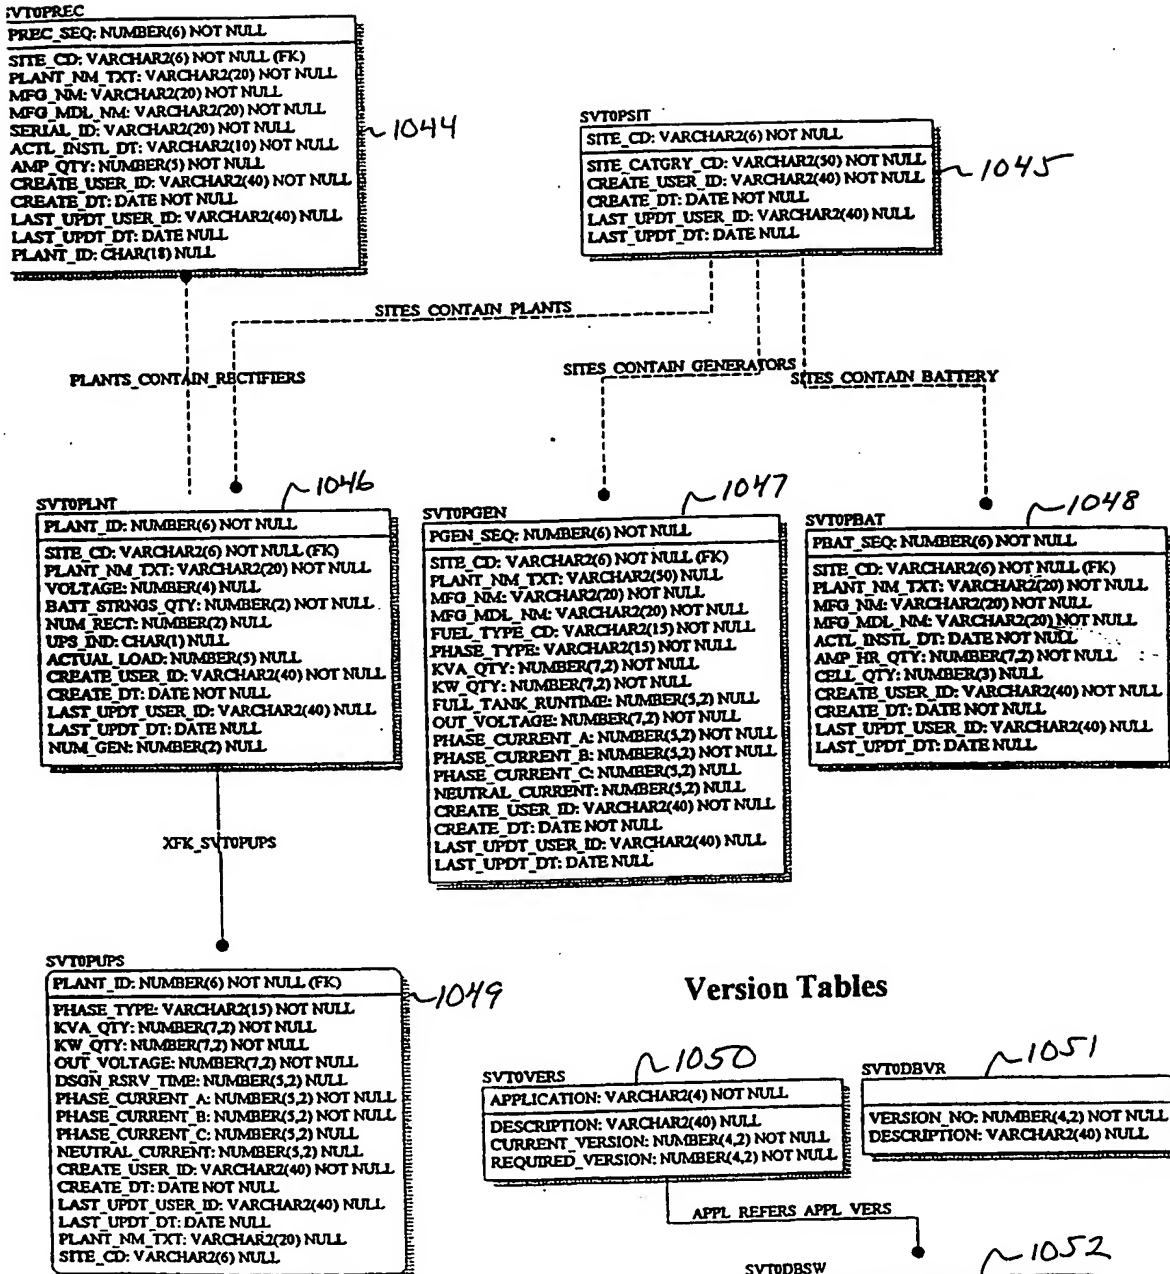 SVT0PREC
PREC_SEQ: NUMBER(6) NOT NULL
SITE_CD: VARCHAR2(6) NOT NULL (FK)
PLANT_NM_TXT: VARCHAR2(20) NOT NULL
MFG_NM: VARCHAR2(20) NOT NULL
MFG_MDL_NM: VARCHAR2(20) NOT NULL
SERIAL_ID: VARCHAR2(20) NOT NULL
ACTL_INSTL_DT: VARCHAR2(10) NOT NULL
AMP_QTY: NUMBER(5) NOT NULL
CREATE_USER_ID: VARCHAR2(40) NOT NULL
CREATE_DT: DATE NOT NULL
LAST_UPDT_USER_ID: VARCHAR2(40) NULL
LAST_UPDT_DT: DATE NULL
PLANT_ID: CHAR(18) NULL
1044
SVT0PSIT
SITE_CD: VARCHAR2(6) NOT NULL
SITE_CATGRY_CD: VARCHAR2(50) NOT NULL
CREATE_USER_ID: VARCHAR2(40) NOT NULL
CREATE_DT: DATE NOT NULL
LAST_UPDT_USER_ID: VARCHAR2(40) NULL
LAST_UPDT_DT: DATE NULL
1045
SITES CONTAIN PLANTS
PLANTS_CONTAIN_RECTIFIERS
SITES CONTAIN GENERATORS
SITES CONTAIN BATTERY
SVT0PLNT
1046
PLANT_ID: NUMBER(6) NOT NULL
SITE_CD: VARCHAR2(6) NOT NULL (FK)
PLANT_NM_TXT: VARCHAR2(20) NOT NULL
VOLTAGE: NUMBER(4) NULL
BATT_STRNGS_QTY: NUMBER(2) NOT NULL
NUM_RECT: NUMBER(2) NULL
UPS_IND: CHAR(1) NULL
ACTUAL_LOAD: NUMBER(5) NULL
CREATE_USER_ID: VARCHAR2(40) NOT NULL
CREATE_DT: DATE NOT NULL
LAST_UPDT_USER_ID: VARCHAR2(40) NULL
LAST_UPDT_DT: DATE NULL
NUM_GEN: NUMBER(2) NULL
SVT0PGEN
1047
PGEN_SEQ: NUMBER(6) NOT NULL
SITE_CD: VARCHAR2(6) NOT NULL (FK)
PLANT_NM_TXT: VARCHAR2(50) NULL
MFG_NM: VARCHAR2(20) NOT NULL
MFG_MDL_NM: VARCHAR2(20) NOT NULL
FUEL_TYPE_CD: VARCHAR2(15) NOT NULL
PHASE_TYPE: VARCHAR2(15) NOT NULL
KVA_QTY: NUMBER(7,2) NOT NULL
KW_QTY: NUMBER(7,2) NOT NULL
FULL_TANK_RUNTIME: NUMBER(5,2) NULL
OUT_VOLTAGE: NUMBER(7,2) NOT NULL
PHASE_CURRENT_A: NUMBER(5,2) NOT NULL
PHASE_CURRENT_B: NUMBER(5,2) NOT NULL
PHASE_CURRENT_C: NUMBER(5,2) NULL
NEUTRAL_CURRENT: NUMBER(5,2) NULL
CREATE_USER_ID: VARCHAR2(40) NOT NULL
CREATE_DT: DATE NOT NULL
LAST_UPDT_USER_ID: VARCHAR2(40) NULL
LAST_UPDT_DT: DATE NULL
SVT0PBAT
1048
PBAT_SEQ: NUMBER(6) NOT NULL
SITE_CD: VARCHAR2(6) NOT NULL (FK)
PLANT_NM_TXT: VARCHAR2(20) NOT NULL
MFG_NM: VARCHAR2(20) NOT NULL
MFG_MDL_NM: VARCHAR2(20) NOT NULL
ACTL_INSTL_DT: DATE NOT NULL
AMP_HR_QTY: NUMBER(7,2) NOT NULL
CELL_QTY: NUMBER(3) NULL
CREATE_USER_ID: VARCHAR2(40) NOT NULL
CREATE_DT: DATE NOT NULL
LAST_UPDT_USER_ID: VARCHAR2(40) NULL
LAST_UPDT_DT: DATE NULL
XFK_SVT0PUPS
SVT0PUPS
PLANT_ID: NUMBER(6) NOT NULL (FK)
PHASE_TYPE: VARCHAR2(15) NOT NULL
KVA_QTY: NUMBER(7,2) NOT NULL
KW_QTY: NUMBER(7,2) NOT NULL
OUT_VOLTAGE: NUMBER(7,2) NOT NULL
DSGN_RSRV_TIME: NUMBER(5,2) NULL
PHASE_CURRENT_A: NUMBER(5,2) NOT NULL
PHASE_CURRENT_B: NUMBER(5,2) NOT NULL
PHASE_CURRENT_C: NUMBER(5,2) NULL
NEUTRAL_CURRENT: NUMBER(5,2) NULL
CREATE_USER_ID: VARCHAR2(40) NOT NULL
CREATE_DT: DATE NOT NULL
LAST_UPDT_USER_ID: VARCHAR2(40) NULL
LAST_UPDT_DT: DATE NULL
PLANT_NM_TXT: VARCHAR2(20) NULL
SITE_CD: VARCHAR2(6) NULL
1049
Version Tables
SVT0VERS
1050
APPLICATION: VARCHAR2(4) NOT NULL
DESCRIPTION: VARCHAR2(40) NULL
CURRENT_VERSION: NUMBER(4,2) NOT NULL
REQUIRED_VERSION: NUMBER(4,2) NOT NULL
SVT0DBVR
1051
VERSION_NO: NUMBER(4,2) NOT NULL
DESCRIPTION: VARCHAR2(40) NULL
APPL REFERS APPL VERS
SVT0DBSW
1052